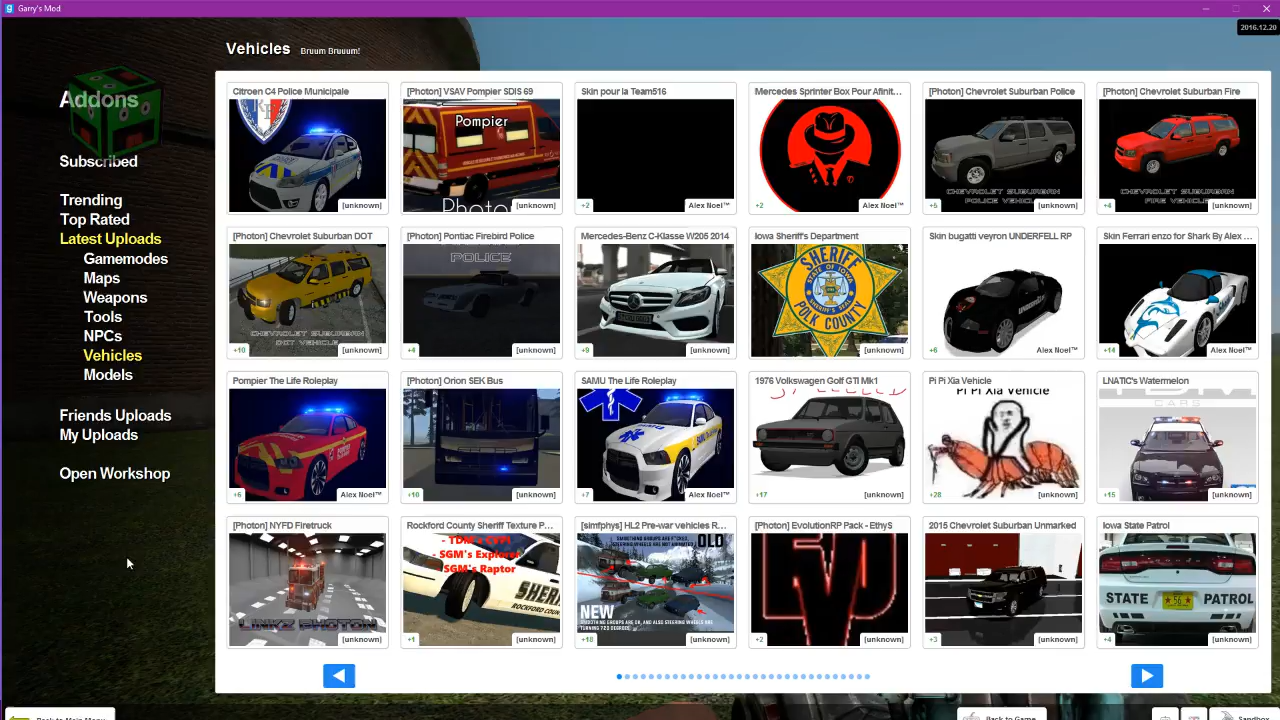 Garry's Mod
2016.12.20
Addons
Subscribed
Trending
Top Rated
Latest Uploads
Gamemodes
Maps
Weapons
Tools
NPCs
Vehicles
Models
Friends Uploads
My Uploads
Open Workshop
Vehicles Bruum Bruuum!
Citroen C4 Police Municipale
[unknown]
[Photon] VSAV Pompier SDIS 69
Pompier
Photo
[unknown]
Skin pour la Team516
+2 Alex Noel™
Mercedes Sprinter Box Pour Afinit...
+2 Alex Noel™
[Photon] Chevrolet Suburban Police
CHEVROLET SUBURBAN
POLICE VEHICLE
+5 [unknown]
[Photon] Chevrolet Suburban Fire
CHEVROLET SUBURBAN
FIRE VEHICLE
+4 [unknown]
[Photon] Chevrolet Suburban DOT
CHEVROLET SUBURBAN
DOT VEHICLE
+10 [unknown]
[Photon] Pontiac Firebird Police
POLICE
+4 [unknown]
Mercedes-Benz C-Klasse W205 2014
+9 [unknown]
Iowa Sheriff's Department
SHERIFF
STATE OF IOWA
POLK COUNTY
[unknown]
Skin bugatti veyron UNDERFELL RP
+6 Alex Noel™
Skin Ferrari enzo for Shark By Alex ...
+14 Alex Noel™
Pompier The Life Roleplay
+6 Alex Noel™
[Photon] Orion SEK Bus
+10 [unknown]
SAMU The Life Roleplay
+7 Alex Noel™
1976 Volkswagen Golf GTI Mk1
+17 [unknown]
Pi Pi Xia Vehicle
Pi Pi Xia Vehicle
+28 [unknown]
LNATIC's Watermelon
CARS
+15 [unknown]
[Photon] NYFD Firetruck
[unknown]
Rockford County Sheriff Texture P...
- TDM's CVPI
- SGM's Explorer
- SGM's Raptor
SHERI
ROCKFORD COUNTY
+1 [unknown]
[simfphys] HL2 Pre-war vehicles R...
OLD
NEW
+18 [unknown]
[Photon] EvolutionRP Pack - EthyS
+2 [unknown]
2015 Chevrolet Suburban Unmarked
+3 [unknown]
Iowa State Patrol
STATE PATROL
56
+4 [unknown]
Back to Main Menu
Back to Game
Sandbox